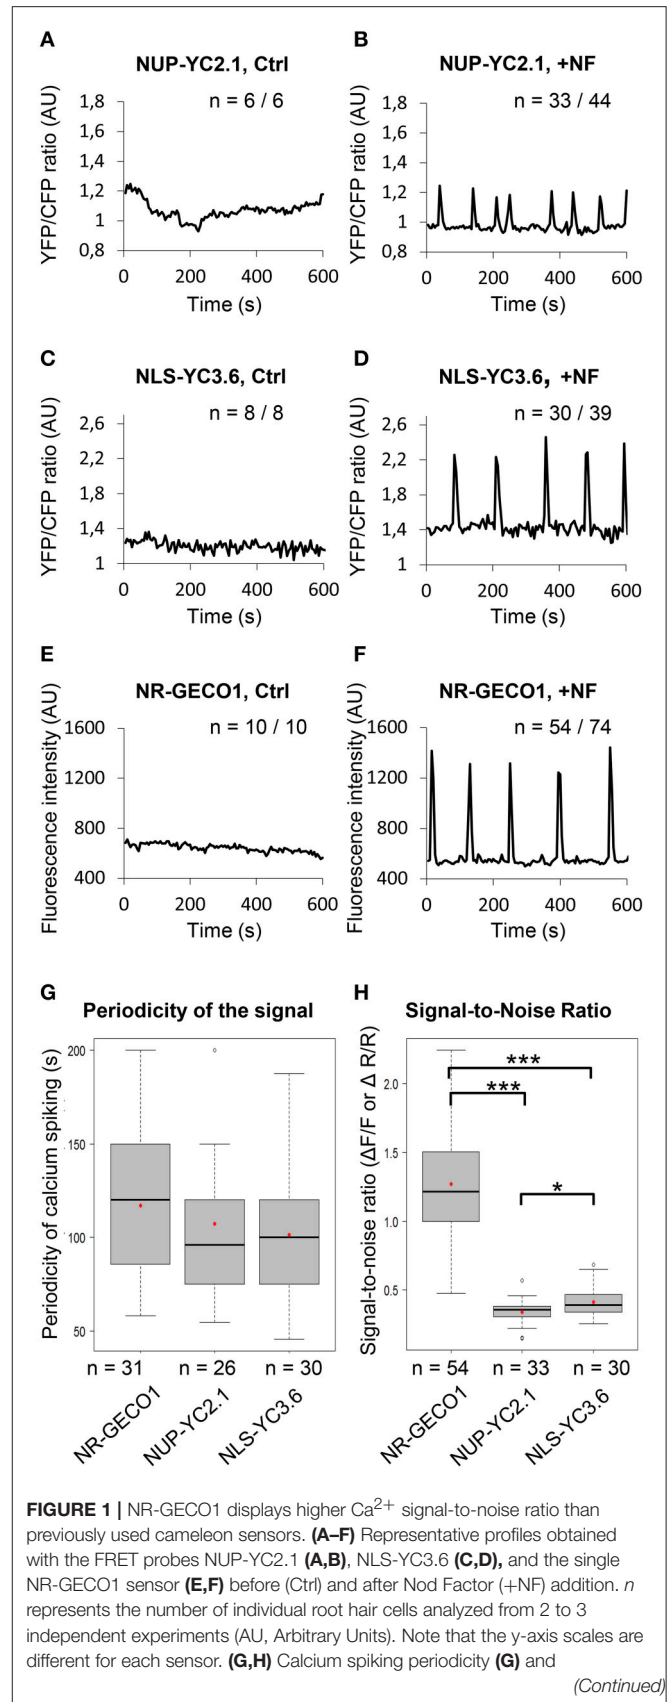 A
NUP-YC2.1, Ctrl
n = 6 / 6
YFP/CFP ratio (AU)
1,8
1,6
1,4
1,2
1
0,8
0 200 400 600
Time (s)
B
NUP-YC2.1, +NF
n = 33 / 44
YFP/CFP ratio (AU)
1,8
1,6
1,4
1,2
1
0,8
0 200 400 600
Time (s)
C
NLS-YC3.6, Ctrl
n = 8 / 8
YFP/CFP ratio (AU)
2,6
2,2
1,8
1,4
1
0 200 400 600
Time (s)
D
NLS-YC3.6, +NF
n = 30 / 39
YFP/CFP ratio (AU)
2,6
2,2
1,8
1,4
1
0 200 400 600
Time (s)
E
NR-GECO1, Ctrl
n = 10 / 10
Fluorescence intensity (AU)
1600
1200
800
400
0 200 400 600
Time (s)
F
NR-GECO1, +NF
n = 54 / 74
Fluorescence intensity (AU)
1600
1200
800
400
0 200 400 600
Time (s)
G
Periodicity of the signal
Periodicity of calcium spiking (s)
200
150
100
50
n = 31 n = 26 n = 30
NR-GECO1
NUP-YC2.1
NLS-YC3.6
H
Signal-to-Noise Ratio
Signal-to-noise ratio (ΔF/F or Δ R/R)
2.0
1.5
1.0
0.5
***
***
*
n = 54 n = 33 n = 30
NR-GECO1
NUP-YC2.1
NLS-YC3.6
FIGURE 1 | NR-GECO1 displays higher Ca2+ signal-to-noise ratio than
previously used cameleon sensors. (A–F) Representative profiles obtained
with the FRET probes NUP-YC2.1 (A,B), NLS-YC3.6 (C,D), and the single
NR-GECO1 sensor (E,F) before (Ctrl) and after Nod Factor (+NF) addition. n
represents the number of individual root hair cells analyzed from 2 to 3
independent experiments (AU, Arbitrary Units). Note that the y-axis scales are
different for each sensor. (G,H) Calcium spiking periodicity (G) and
(Continued)